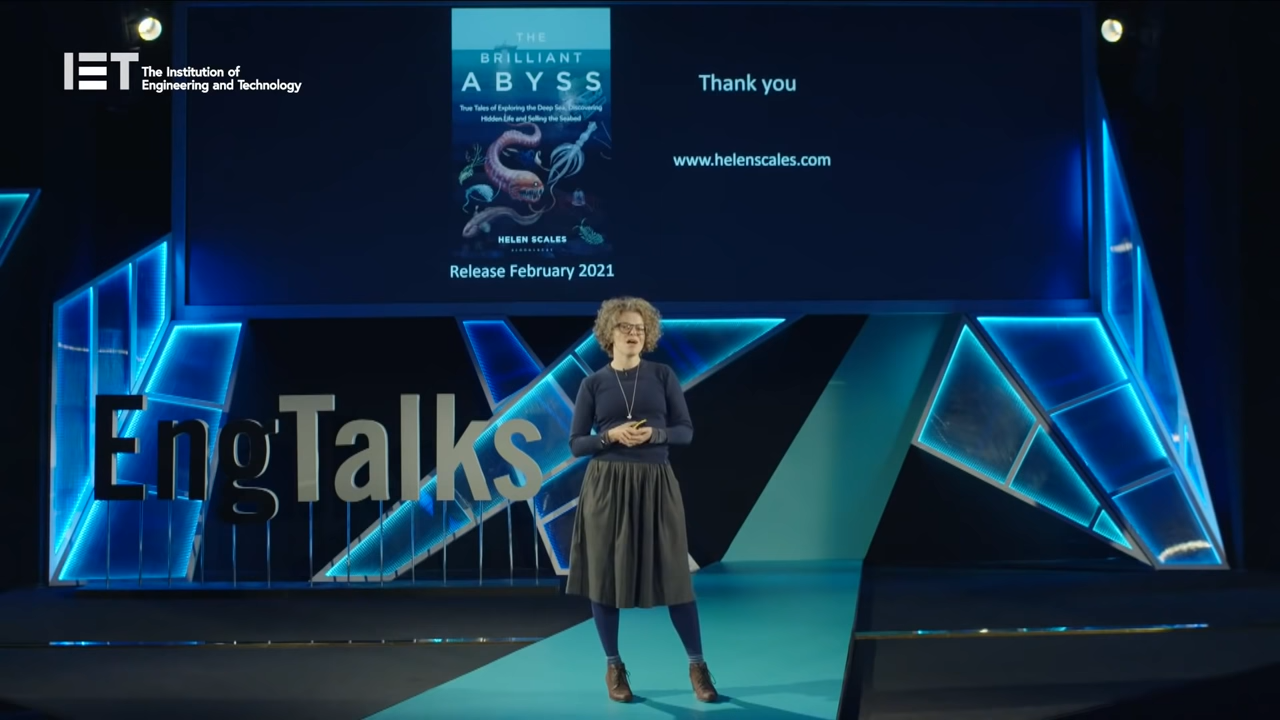 IET The Institution of
Engineering and Technology
THE
BRILLIANT
ABYSS
True Tales of Exploring the Deep Sea, Discovering
Hidden Life and Selling the Seabed
HELEN SCALES
BLOOMSBURY
Release February 2021
Thank you
www.helenscales.com
EngTalks